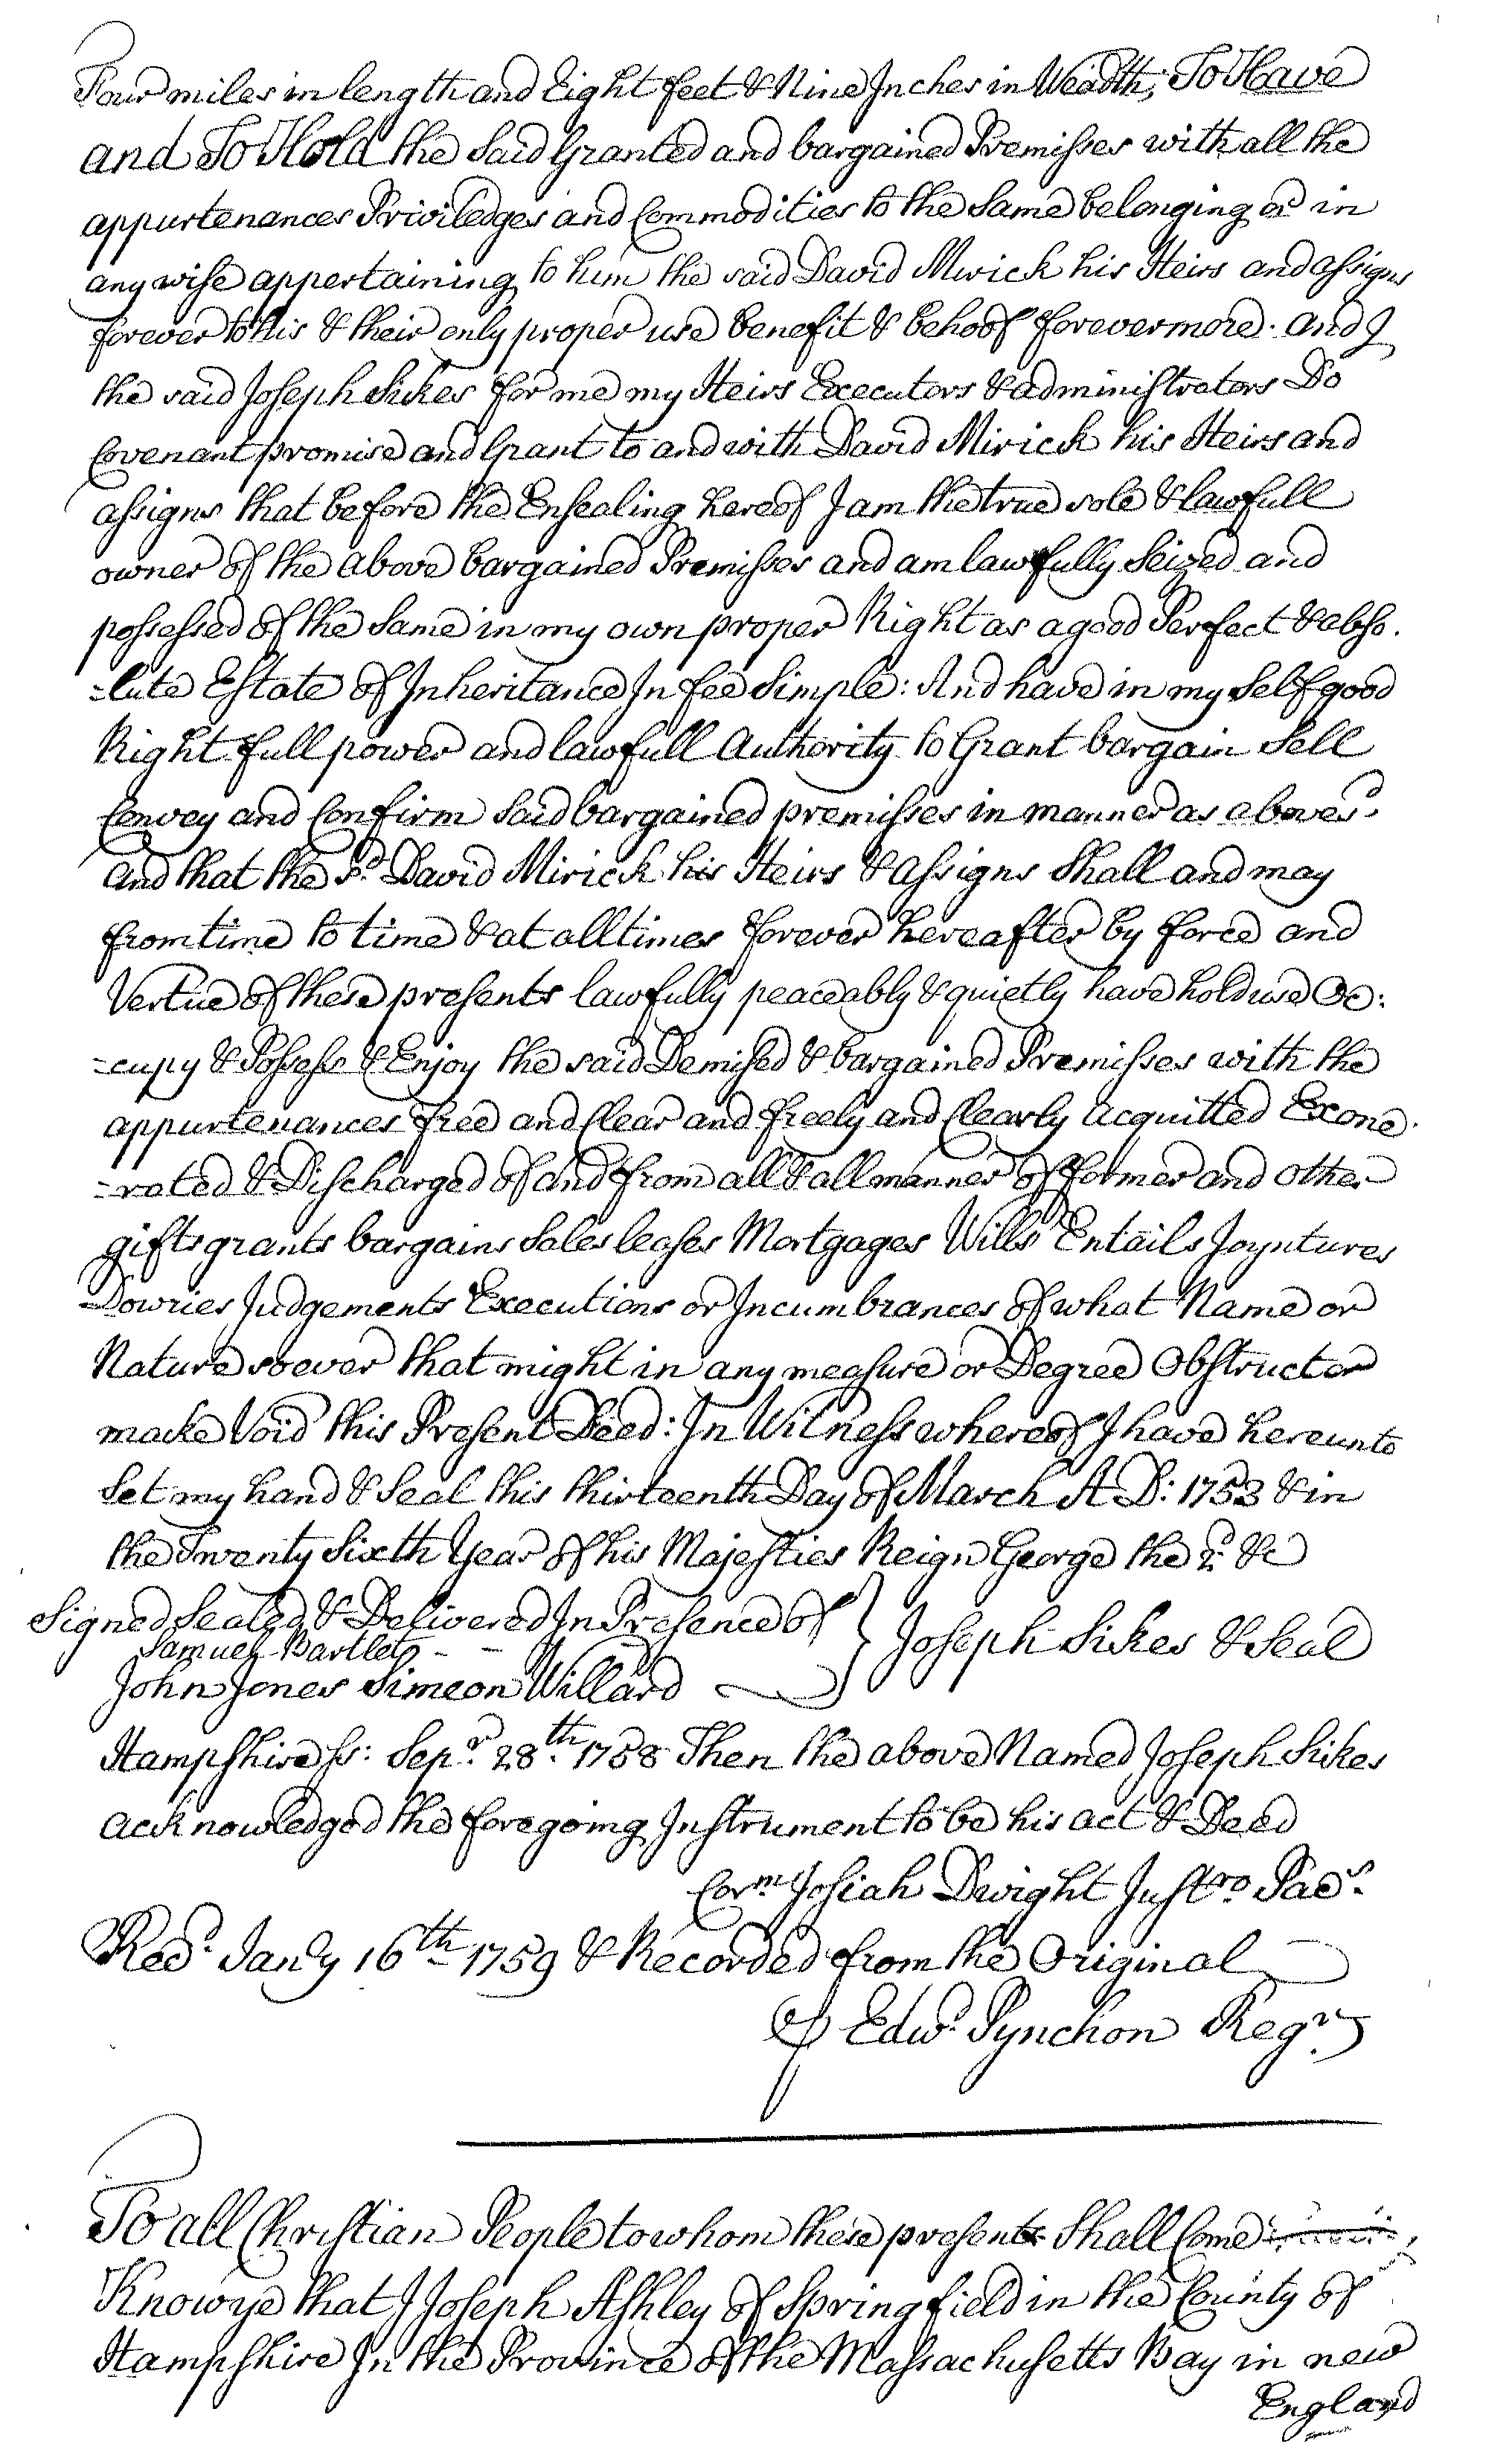 Four miles in length and Eight feet & Nine Inches in Weadth; To Have
and To Hold the said Granted and bargained Premisses with all the
appurtenances Priviledges and Commodities to the Same belonging or in
any wise appertaining to him the said David Mirick his Heirs and assigns
forever to his & their only proper use benefit & behoof forevermore. and I
the said Joseph Sikes for me my Heirs Executors & administrators Do
Covenant promise and Grant to and with David Mirick his Heirs and
assigns that before the Ensealing hereof I am the true sole & lawfull
owner of the above bargained Premisses and am lawfully Seized and
possessed of the Same in my own proper Right as a good Perfect & abso.
-lute Estate of Inheritance In fee Simple: And have in my Self good
Right full power and lawfull Authority to Grant bargain Sell
Convey and Confirm said bargained premisses in manner as aboves.d
and that the s.d David Mirick his Heirs & assigns Shall and may
from time to time & at all times forever hereafter by force and
Vertue of these presents lawfully peaceably & quietly have hold use Oc:
-cupy & Possess & Enjoy the said Demised & bargained Premisses with the
appurtenances free and Clear and freely and Clearly acquitted Exone.
-rated & Discharged of and from all & all manner of former and other
gifts grants bargains Sales leases Mortgages Wills Entails Joyntures
Dowries Judgements Executions or Incumbrances of what Name or
Nature soever that might in any measure or Degree Obstruct or
make Void this Present Deed: In Witness whereof I have hereunto
Set my hand & Seal this thirteenth Day of March A D: 1753 & in
the Twenty Sixth Year of his Majesties Reign George the 2.d &c
Signed Sealed & Delivered In Presence of } Joseph Sikes & Seal
Samuel Bartlet - -
John Jones Simeon Willard
Hampshire ss: Sep.r 28.th 1758 Then the above Named Joseph Sikes
acknowledged the foregoing Instrument to be his act & Deed
Cor.m Josiah Dwight Just.ro Pac.s
Rec.d Jan.y 16th 1759 & Recorded from the Original
⅌ Edw.d Pynchon Reg.r
To all Christian People to whom these presents Shall Come
Know ye that I Joseph Ashley of Springfield in the County of
Hampshire In the Province of the Massachusetts Bay in new
England